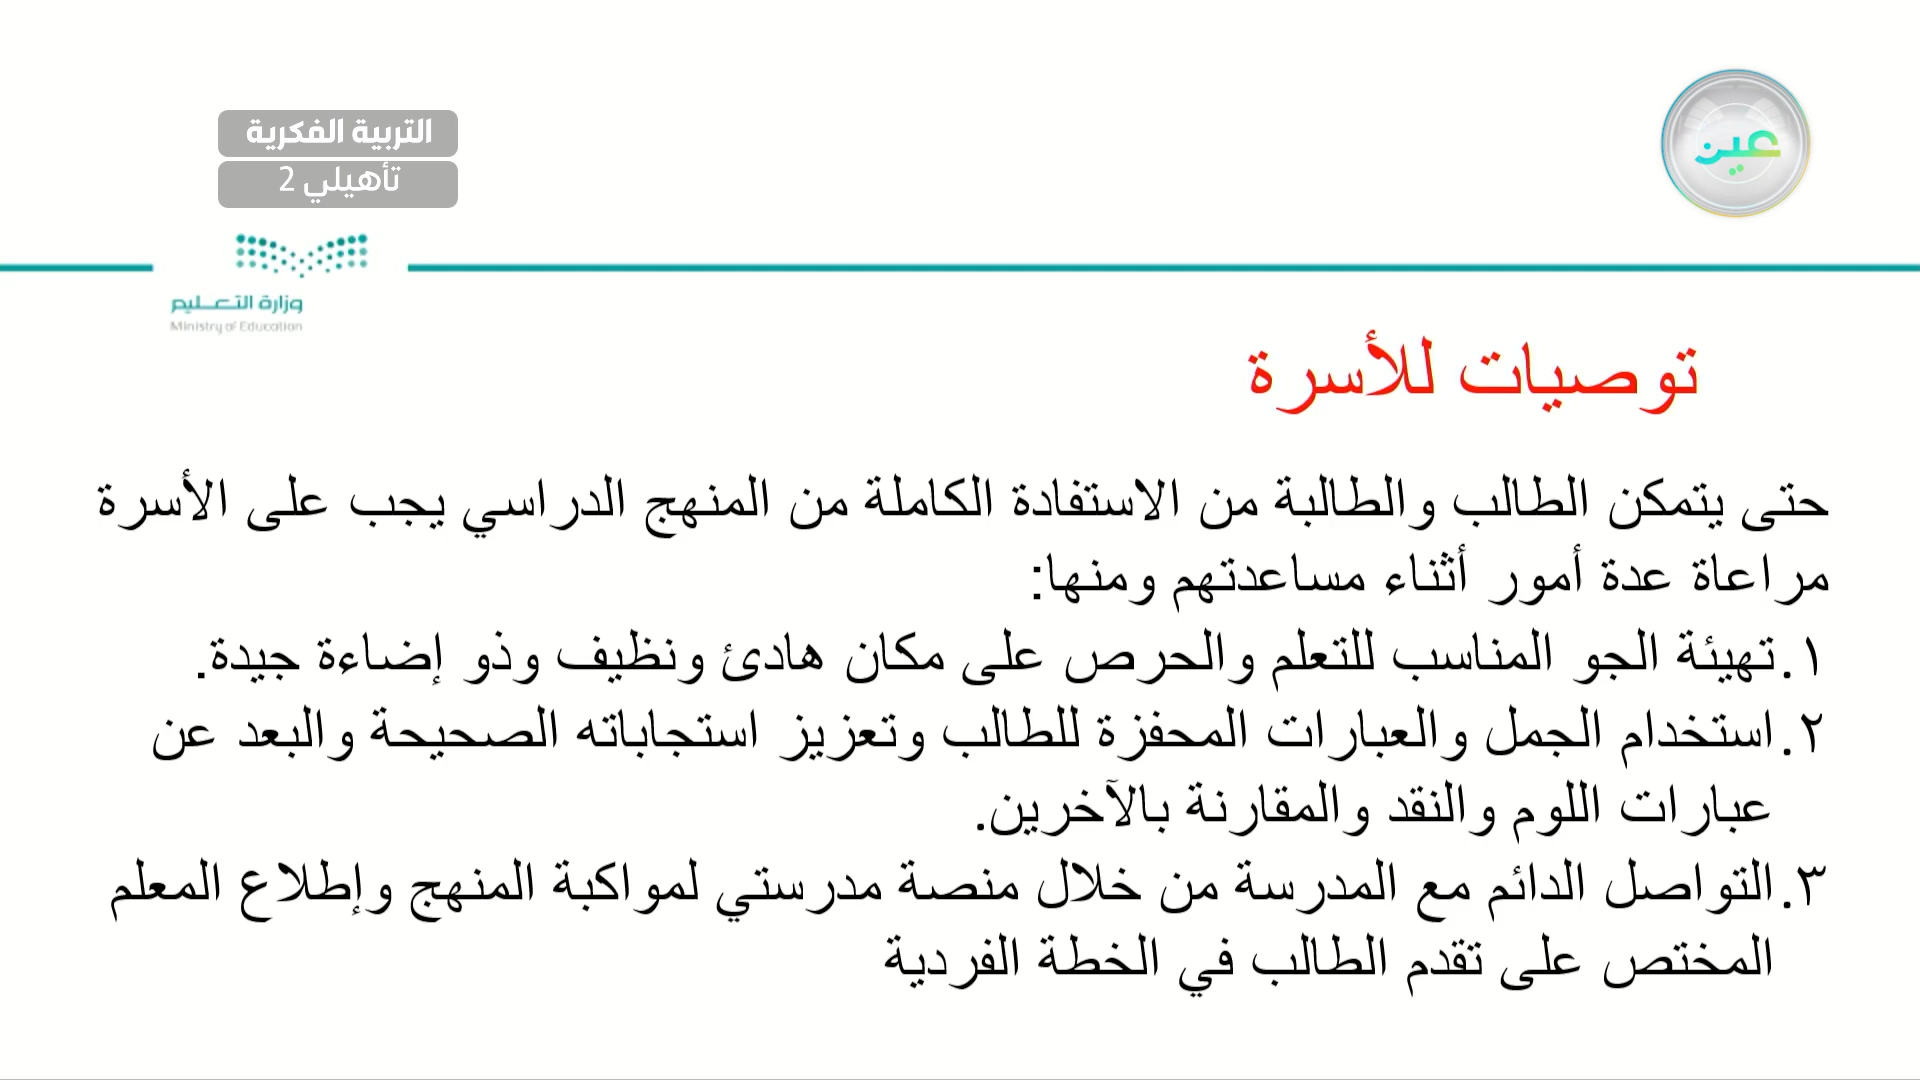 التربية الفكرية
تأهيلي 2
عين
وزارة التعليم
Ministry of Education
توصيات للأسرة
حتى يتمكن الطالب والطالبة من الاستفادة الكاملة من المنهج الدراسي يجب على الأسرة
مراعاة عدة أمور أثناء مساعدتهم ومنها:
١. تهيئة الجو المناسب للتعلم والحرص على مكان هادئ ونظيف وذو إضاءة جيدة.
٢. استخدام الجمل والعبارات المحفزة للطالب وتعزيز استجاباته الصحيحة والبعد عن
عبارات اللوم والنقد والمقارنة بالآخرين.
٣. التواصل الدائم مع المدرسة من خلال منصة مدرستي لمواكبة المنهج وإطلاع المعلم
المختص على تقدم الطالب في الخطة الفردية